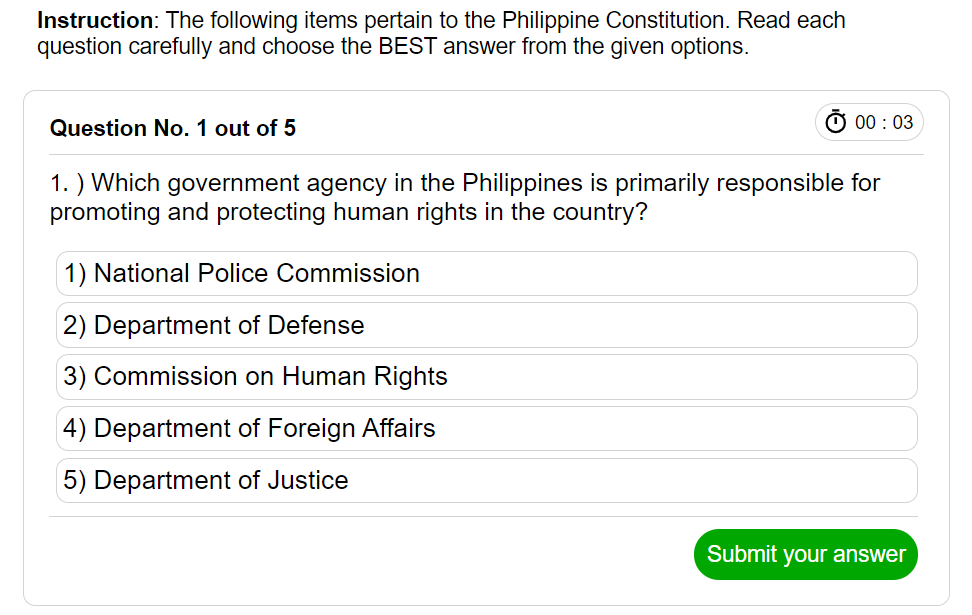 Instruction: The following items pertain to the Philippine Constitution. Read each
question carefully and choose the BEST answer from the given options.
Question No. 1 out of 5
00 : 03
1. ) Which government agency in the Philippines is primarily responsible for
promoting and protecting human rights in the country?
1) National Police Commission
2) Department of Defense
3) Commission on Human Rights
4) Department of Foreign Affairs
5) Department of Justice
Submit your answer